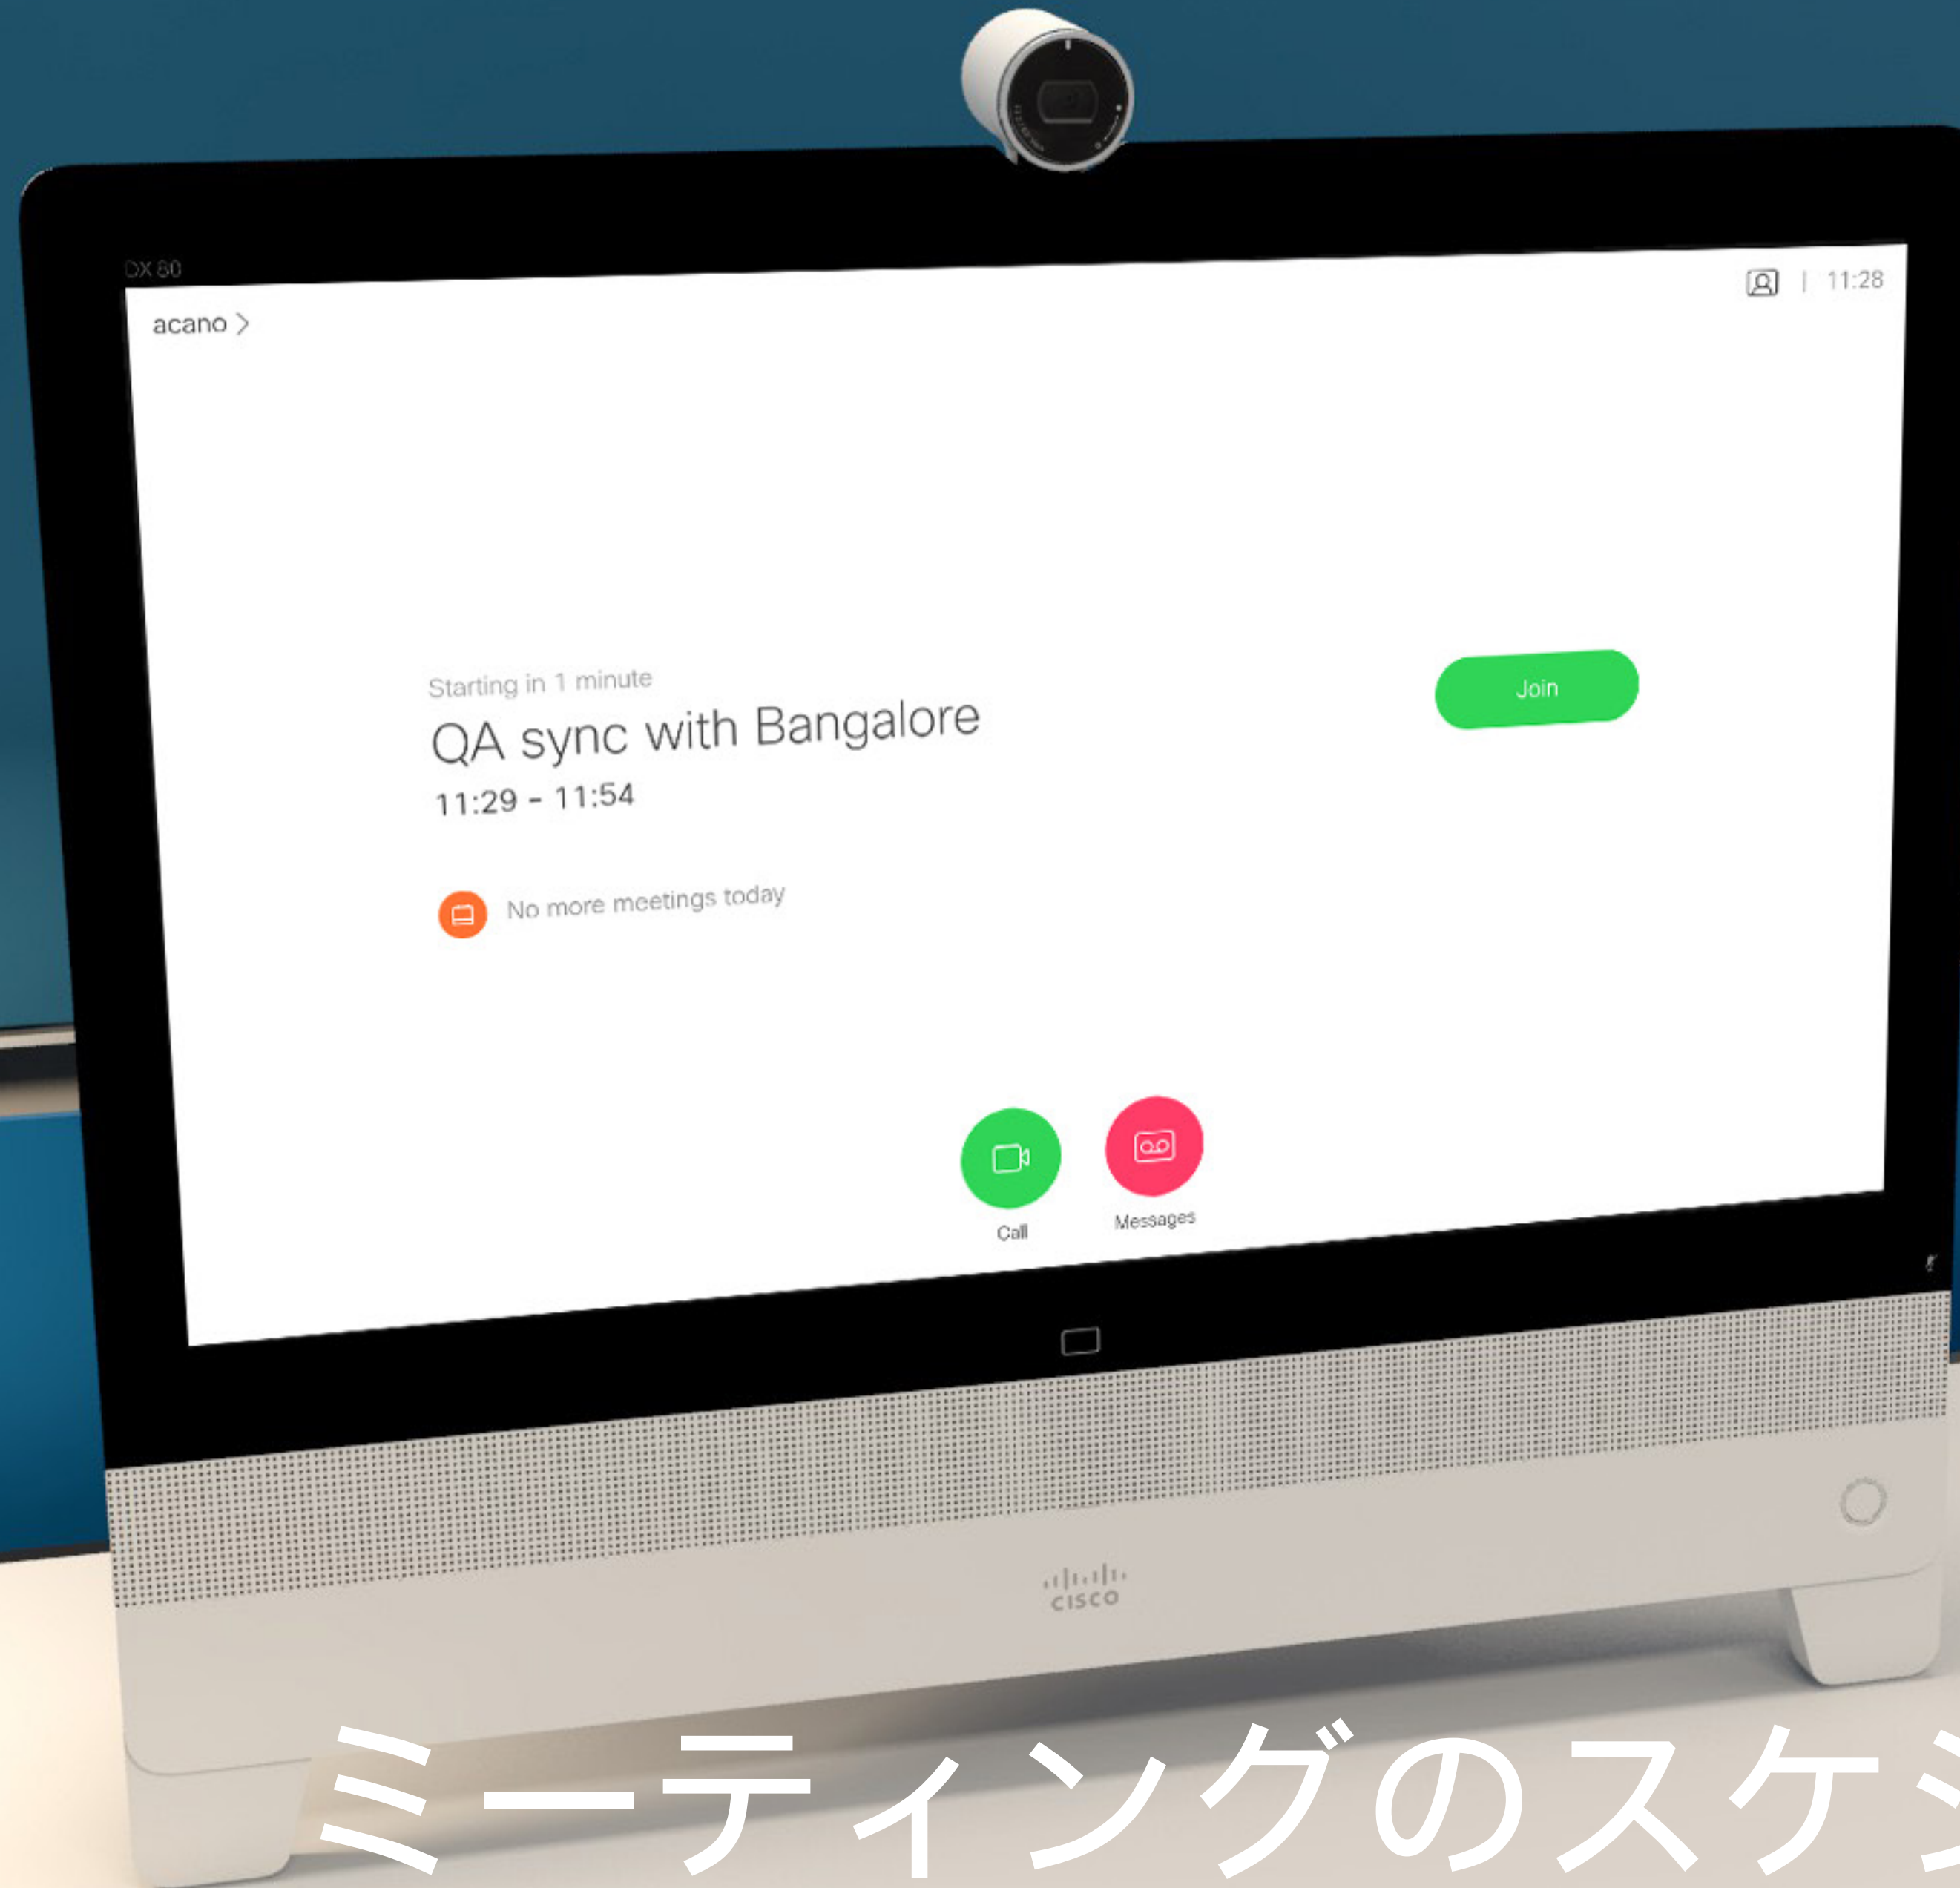 DX 80
acano
11:28
Starting in 1 minute
QA sync with Bangalore
11:29 - 11:54
Join
No more meetings today
Call
Messages
CISCO
ミーティングのスケジ